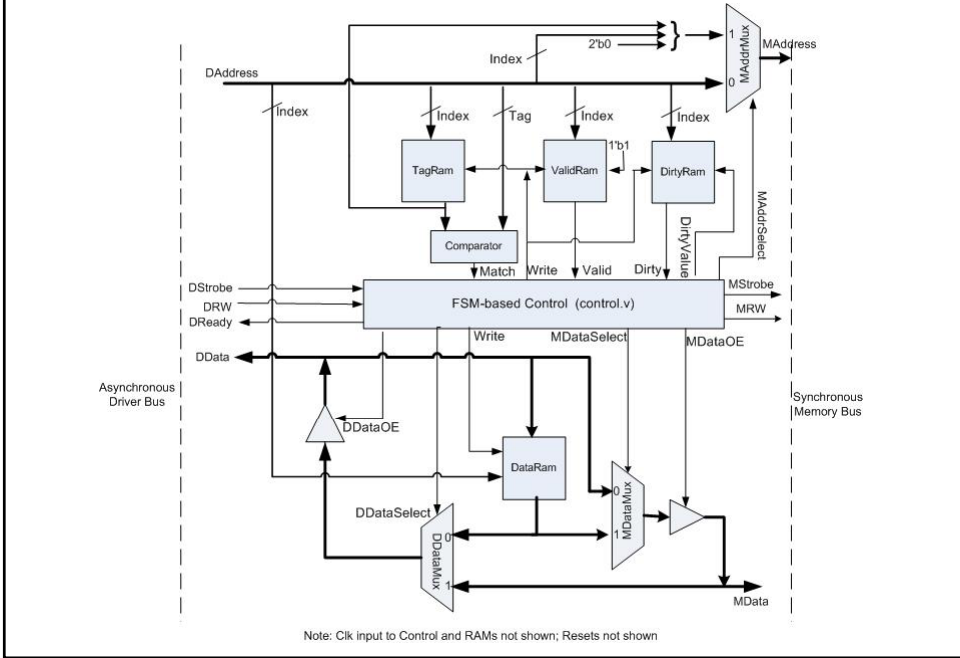 1
2'b0
MAddress
MAddrMux
Index
DAddress
0
Index
Index
Tag
Index
Index
1'b1
TagRam
ValidRam
DirtyRam
DirtyValue
MAddrSelect
Comparator
Match
Write
Valid
Dirty
DStrobe
MStrobe
FSM-based Control (control.v)
DRW
MRW
DReady
Write
MDataSelect
MDataOE
DData
Asynchronous
Driver Bus
Synchronous
Memory Bus
DDataOE
DataRam
0
MDataMux
DDataSelect
0
1
DDataMux
1
MData
Note: Clk input to Control and RAMs not shown; Resets not shown